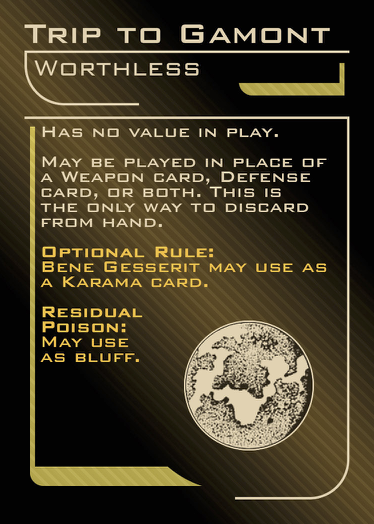 Trip to Gamont
Worthless
Has no value in play.
May be played in place of
a Weapon card, Defense
card, or both. This is
the only way to discard
from hand.
Optional Rule:
Bene Gesserit may use as
a Karama card.
Residual
Poison:
May use
as bluff.